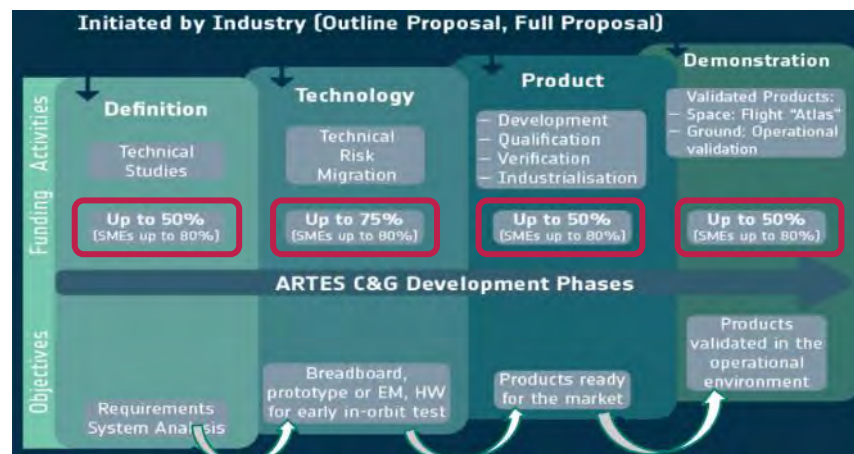 Initiated by Industry (Outline Proposal, Full Proposal)
Activities
Funding
Objectives
Definition
Technical
Studies
Up to 50%
(SMEs up to 80%)
Requirements
System Analysis
Technology
Technical
Risk
Migration
Up to 75%
(SMEs up to 80%)
Breadboard,
prototype or EM, HW
for early in-orbit test
Product
— Development
— Qualification
— Verification
— Industrialisation
Up to 50%
(SMEs up to 80%)
Products ready
for the market
Demonstration
Validated Products:
— Space: Flight "Atlas"
— Ground: Operational
validation
Up to 50%
(SMEs up to 80%)
Products
validated in the
operational
environment
ARTES C&G Development Phases